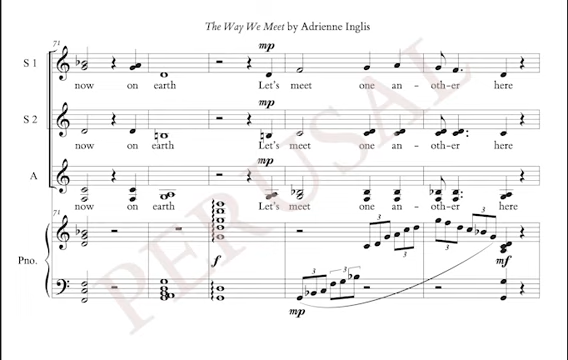 The Way We Meet by Adrienne Inglis
71
mp
S 1
now on earth Let's meet one an - oth-er here
mp
S 2
now on earth Let's meet one an - oth-er here
mp
A
now on earth Let's meet one an - oth-er here
71
3 3
Pno.
f
mf
3 3
mp
PERUSAL